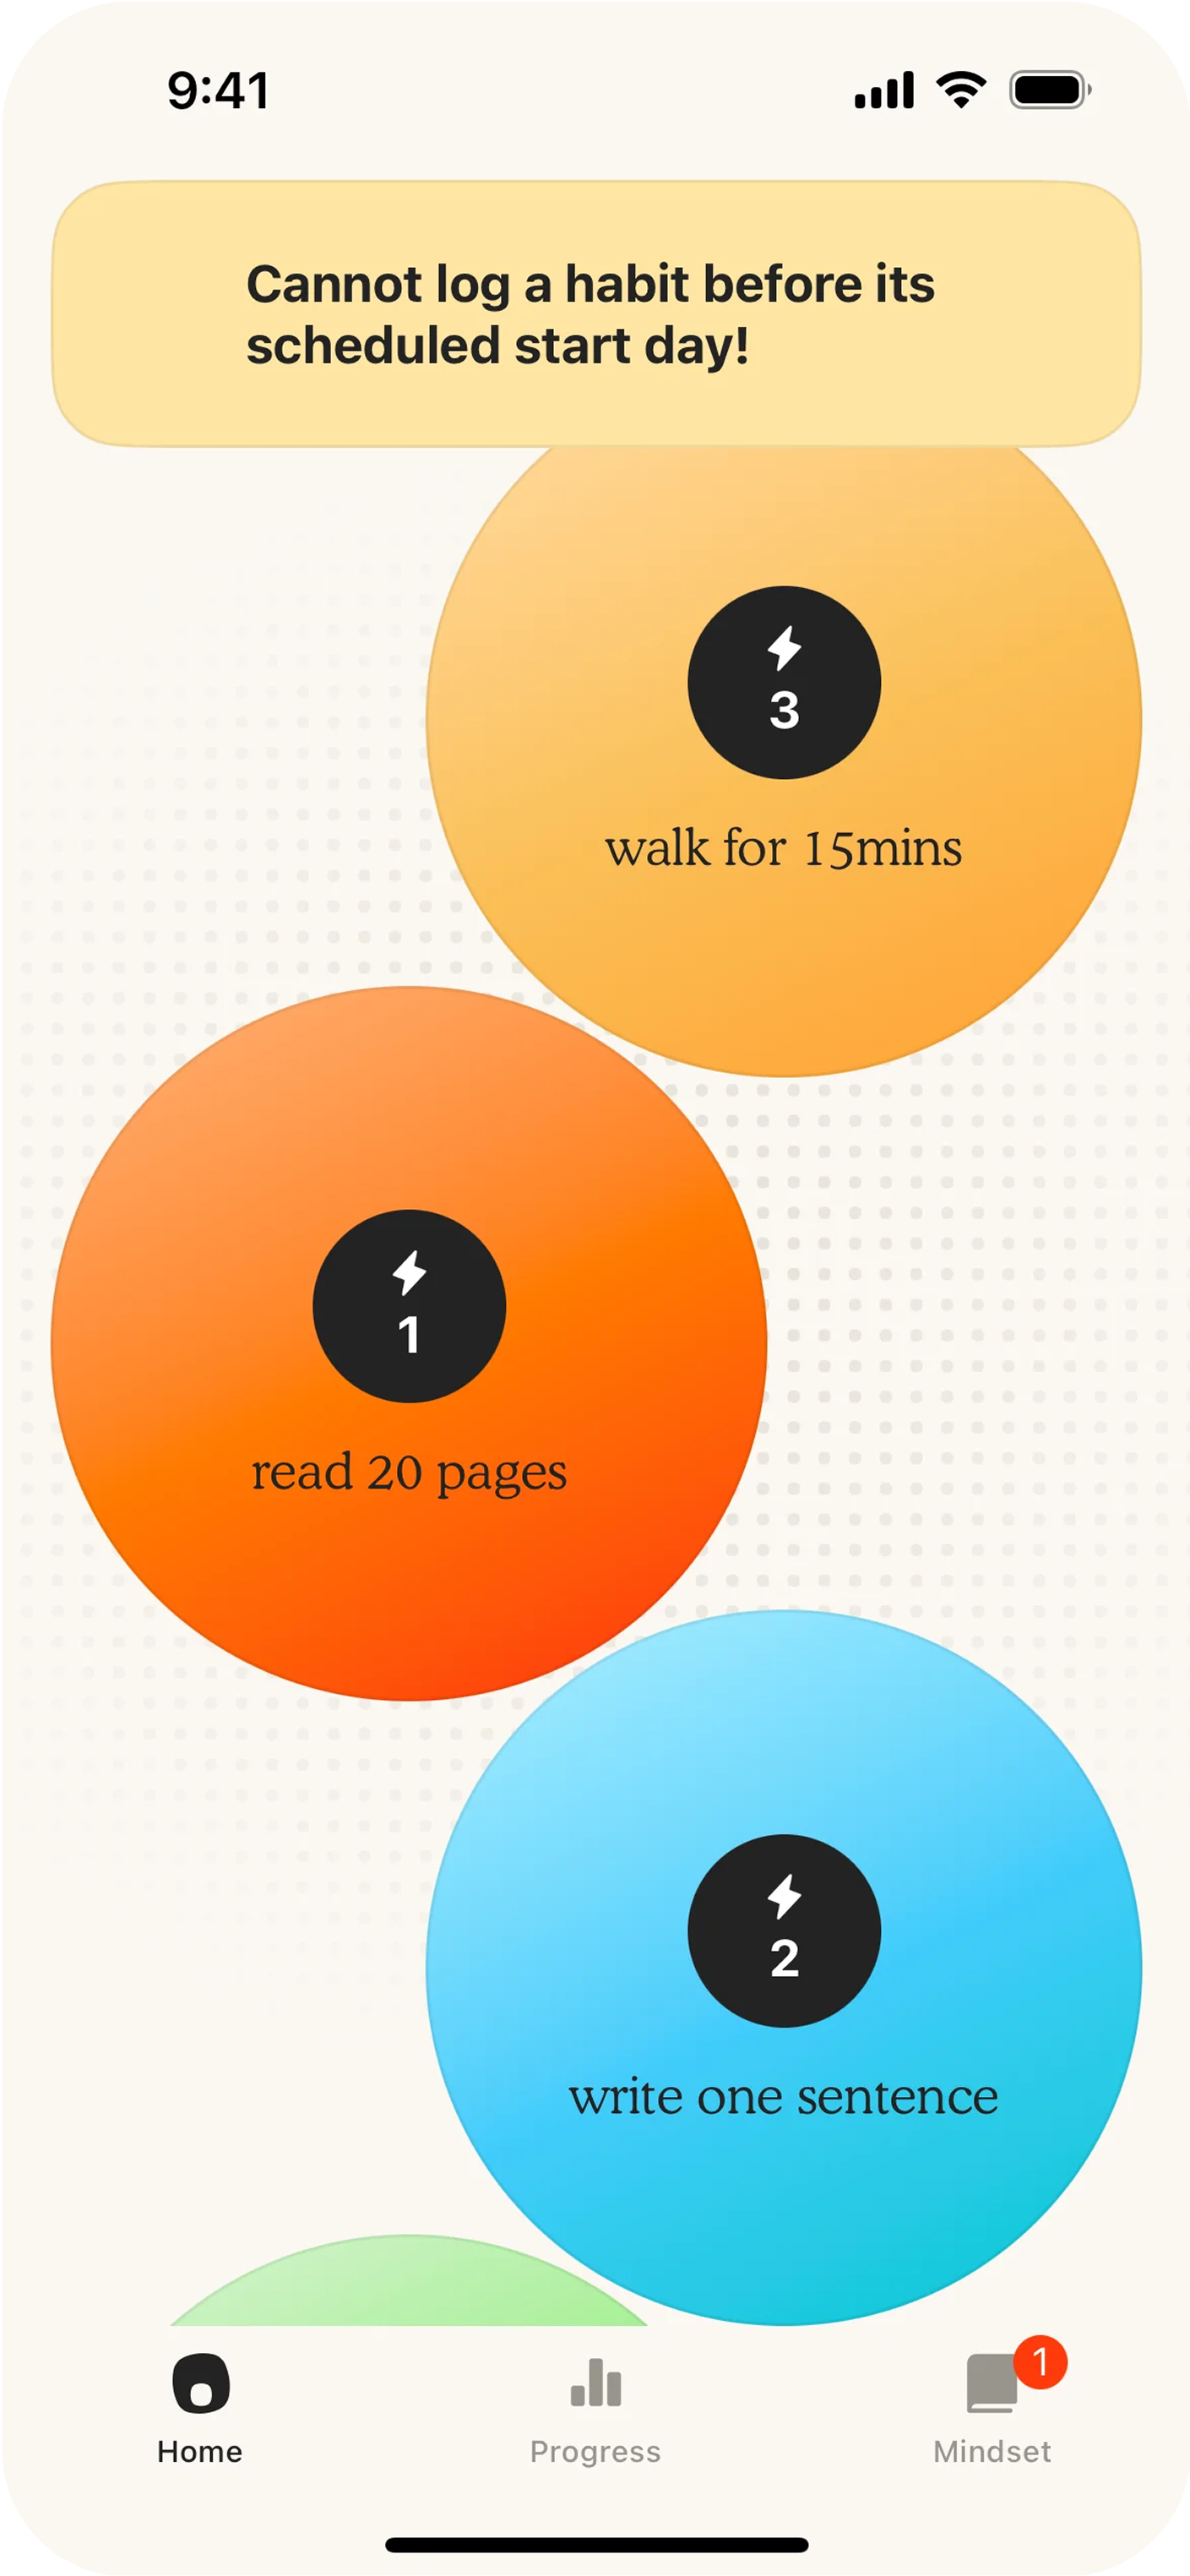 9:41
Cannot log a habit before its
scheduled start day!
3
walk for 15mins
1
read 20 pages
2
write one sentence
1
Home
Progress
Mindset